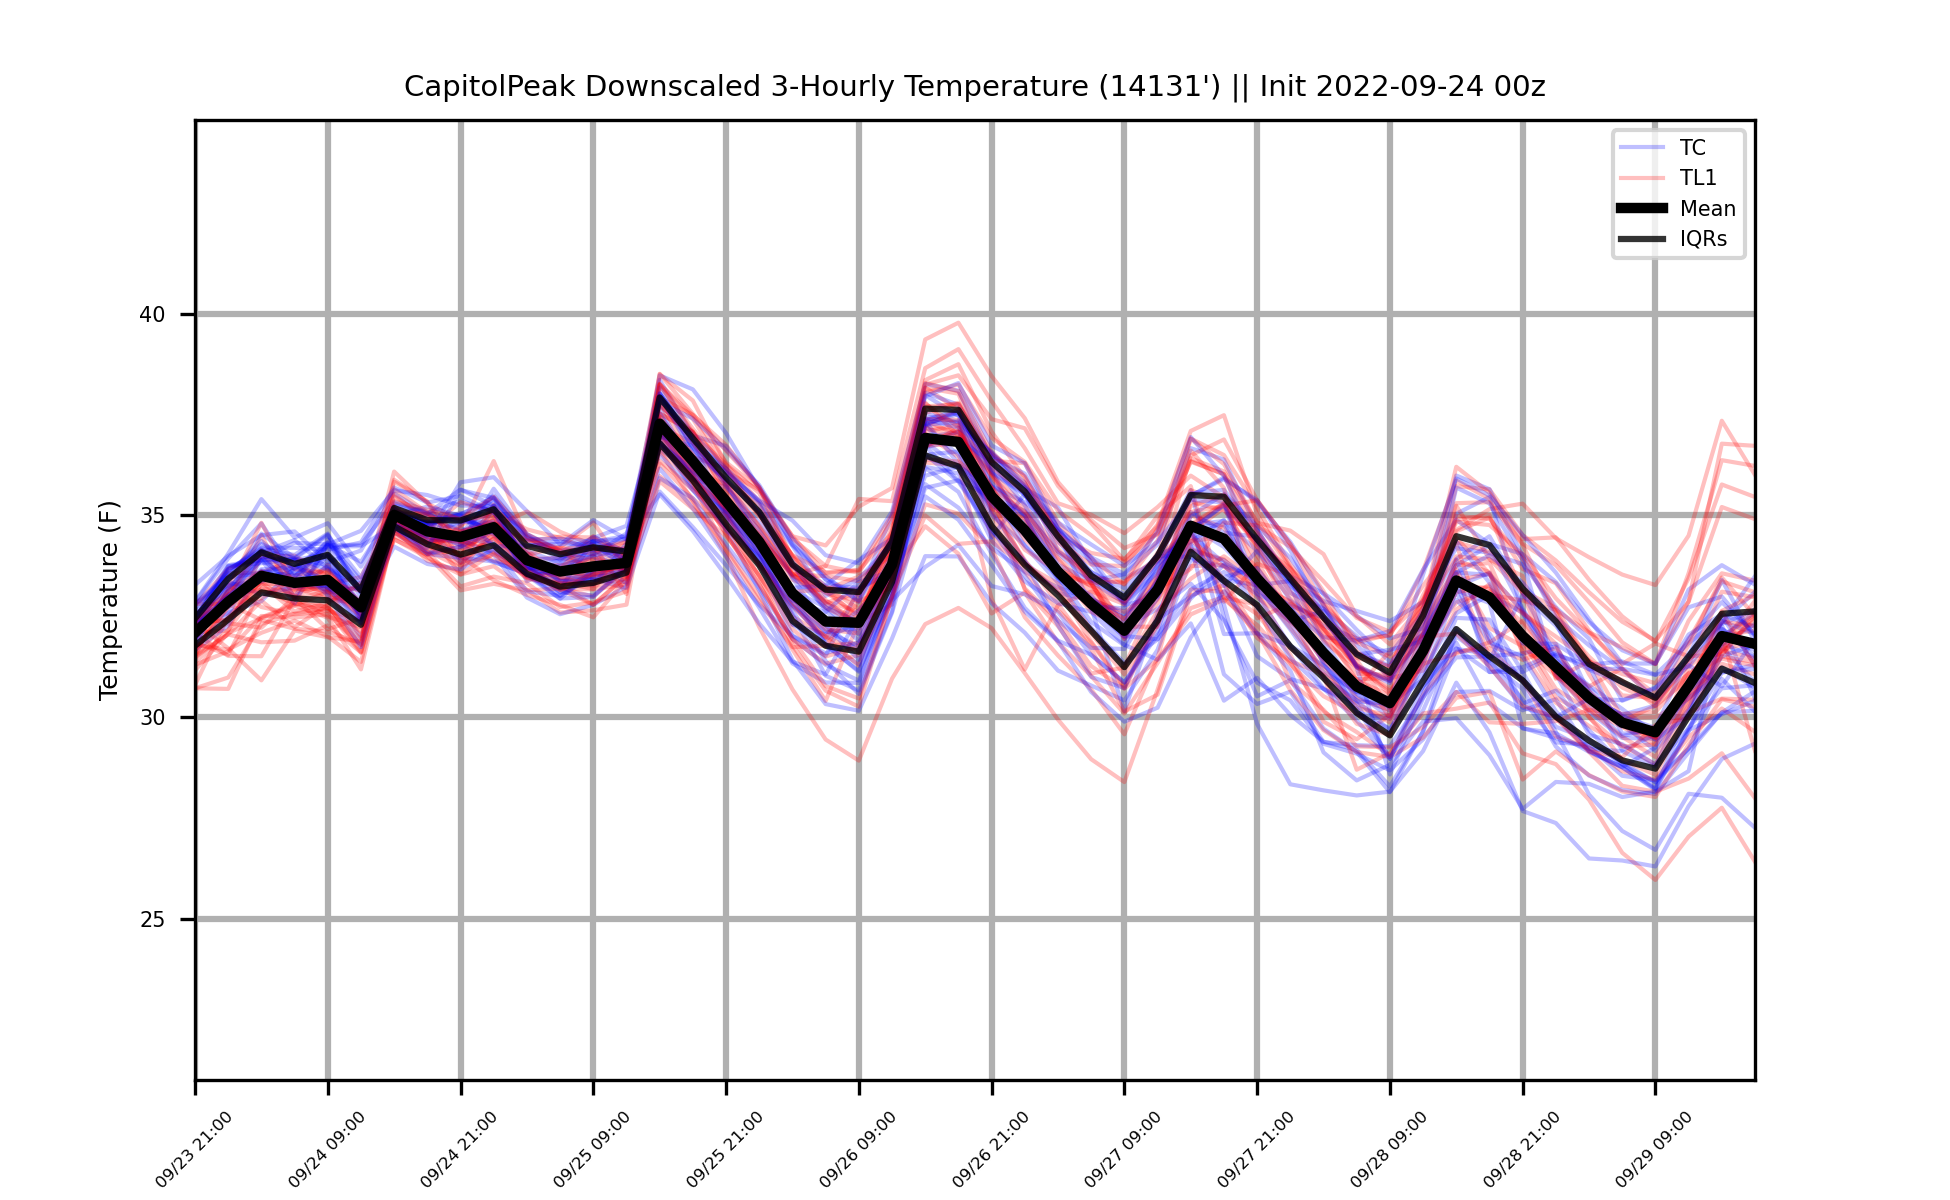 CapitolPeak Downscaled 3-Hourly Temperature (14131') || Init 2022-09-24 00z
TC
TL1
Mean
IQRs
Temperature (F)
40
35
30
25
09/23 21:00
09/24 09:00
09/24 21:00
09/25 09:00
09/25 21:00
09/26 09:00
09/26 21:00
09/27 09:00
09/27 21:00
09/28 09:00
09/28 21:00
09/29 09:00